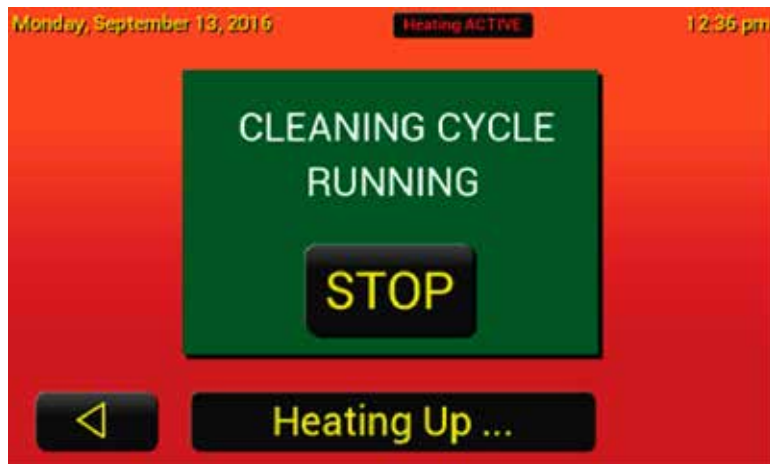 Monday, September 13, 2016
Heating ACTIVE
12:36 pm
CLEANING CYCLE
RUNNING
STOP
Heating Up ...